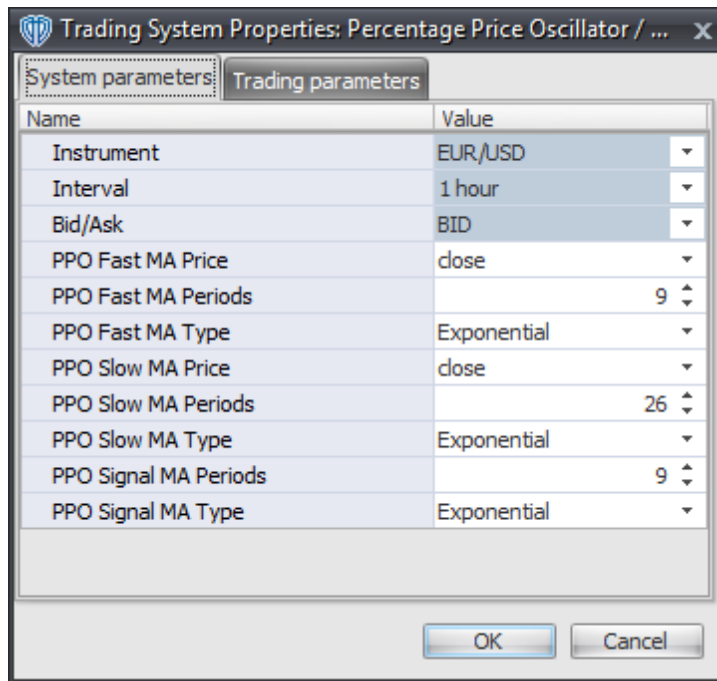 Trading System Properties: Percentage Price Oscillator / ... x
System parameters Trading parameters
Name Value
Instrument EUR/USD
Interval 1 hour
Bid/Ask BID
PPO Fast MA Price close
PPO Fast MA Periods 9
PPO Fast MA Type Exponential
PPO Slow MA Price close
PPO Slow MA Periods 26
PPO Slow MA Type Exponential
PPO Signal MA Periods 9
PPO Signal MA Type Exponential
OK Cancel